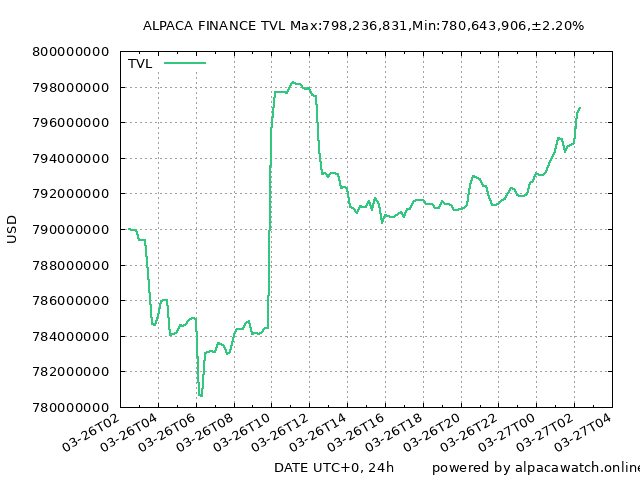 ALPACA FINANCE TVL Max:798,236,831,Min:780,643,906,±2.20%
800000000
798000000
796000000
794000000
792000000
790000000
788000000
786000000
784000000
782000000
780000000
USD
TVL
03-26T02
03-26T04
03-26T06
03-26T08
03-26T10
03-26T12
03-26T14
03-26T16
03-26T18
03-26T20
03-26T22
03-27T00
03-27T02
03-27T04
DATE UTC+0, 24h
powered by alpacawatch.online